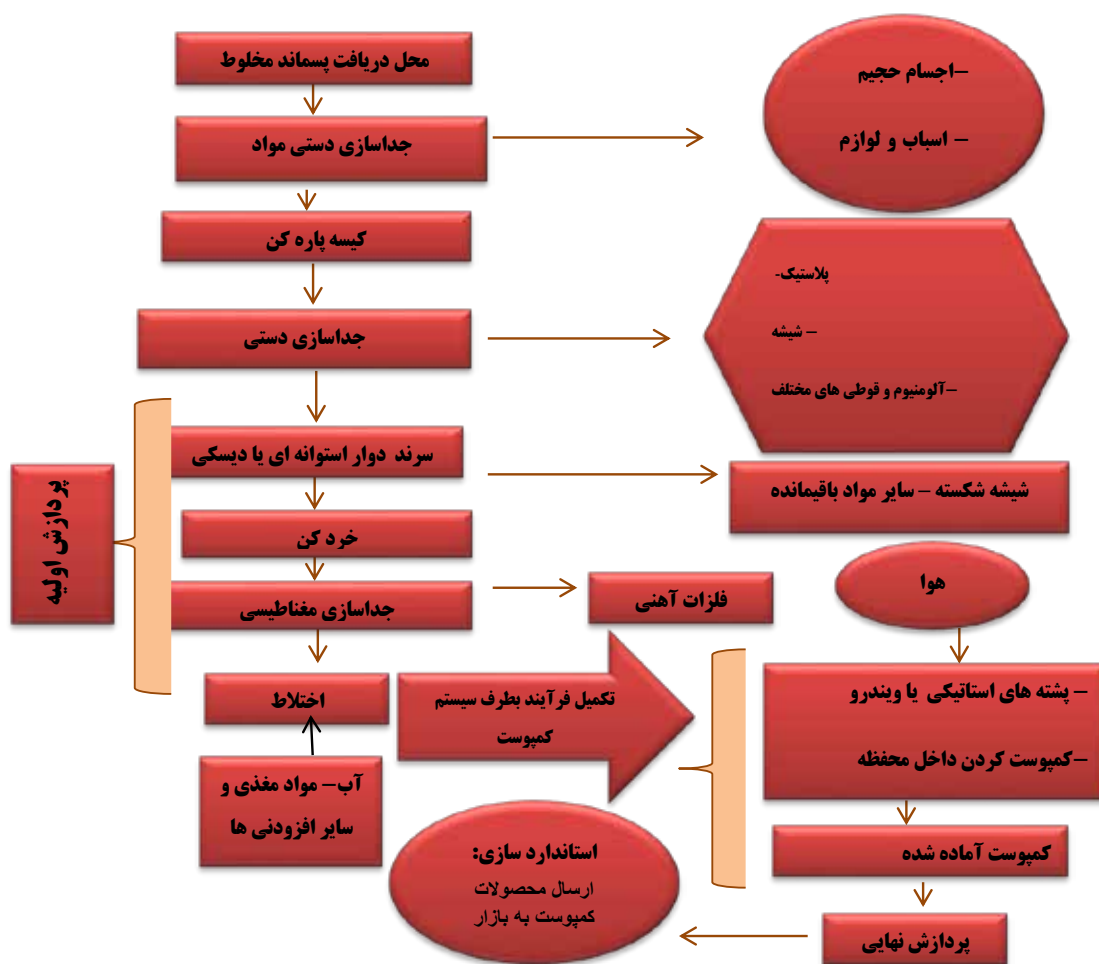 محل دریافت پسماند مخلوط
جداسازی دستی مواد
–اجسام حجیم
– اسباب و لوازم
کیسه پاره کن
جداسازی دستی
پلاستیک-
– شیشه
–آلومنیوم و قوطی های مختلف
پردازش اولیه
سرند دوار استوانه ای یا دیسکی
شیشه شکسته – سایر مواد باقیمانده
خرد کن
جداسازی مغناطیسی
فلزات آهنی
اختلاط
آب– مواد مغذی و
سایر افزودنی ها
تکمیل فرآیند بطرف سیستم
کمپوست
هوا
– پشته های استاتیکی یا ویندرو
–کمپوست کردن داخل محفظه
کمپوست آماده شده
پردازش نهایی
استاندارد سازی:
ارسال محصولات
کمپوست به بازار